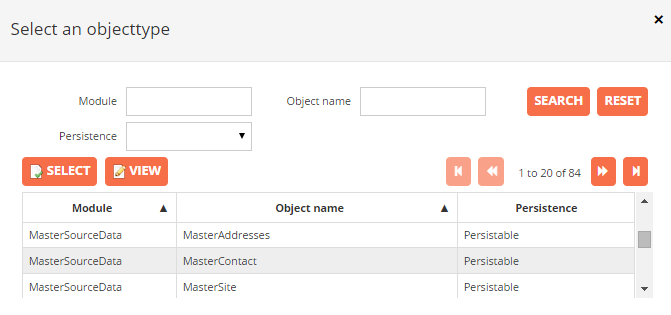 Select an objecttype
Module Object name SEARCH RESET
Persistence
SELECT VIEW 1 to 20 of 84
Module Object name Persistence
MasterSourceData MasterAddresses Persistable
MasterSourceData MasterContact Persistable
MasterSourceData MasterSite Persistable